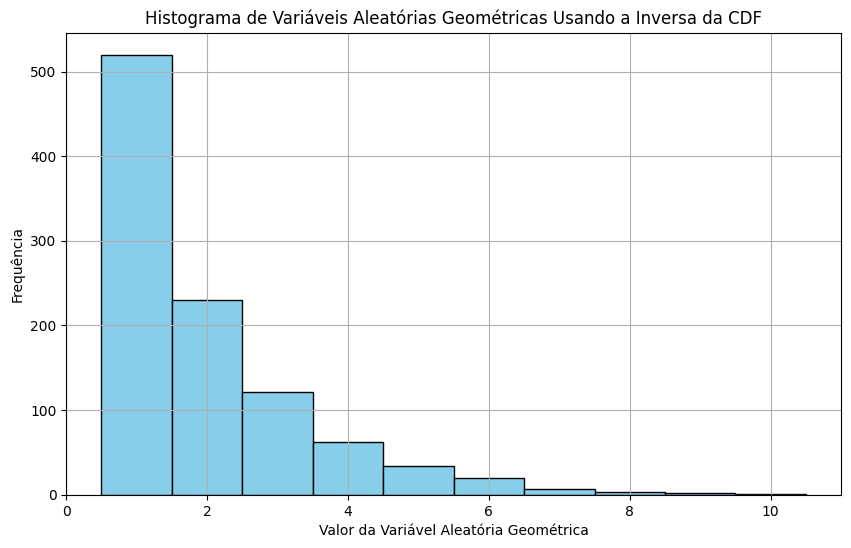 Histograma de Variáveis Aleatórias Geométricas Usando a Inversa da CDF
500
400
300
200
100
0
Frequência
0 2 4 6 8 10
Valor da Variável Aleatória Geométrica